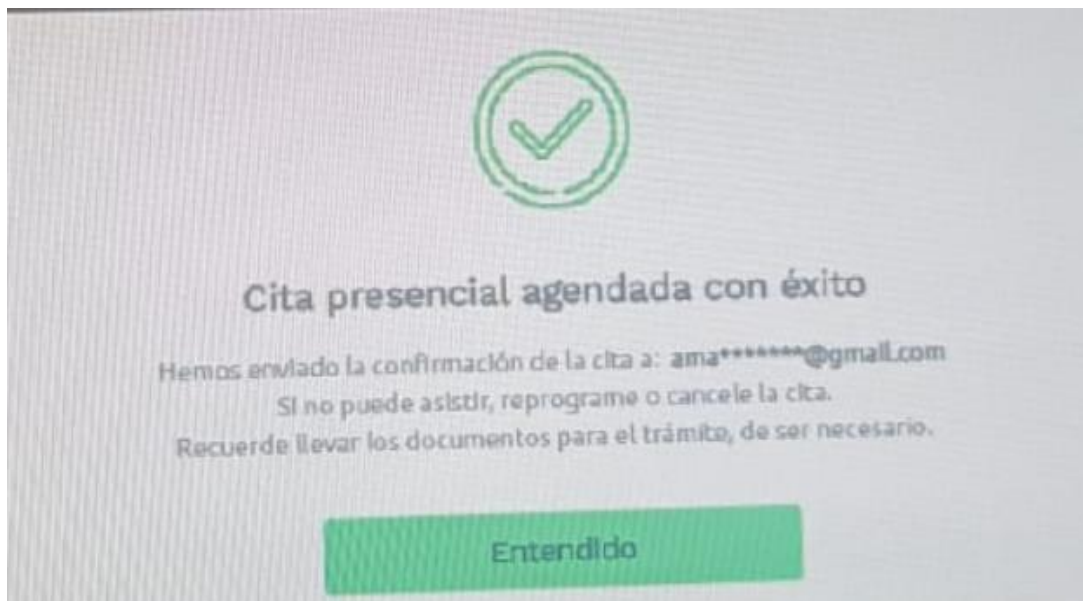 Cita presencial agendada con éxito
Hemos enviado la confirmación de la cita a: ama*******@gmail.com
Si no puede asistir, reprograme o cancele la cita.
Recuerde llevar los documentos para el trámite, de ser necesario.
Entendido